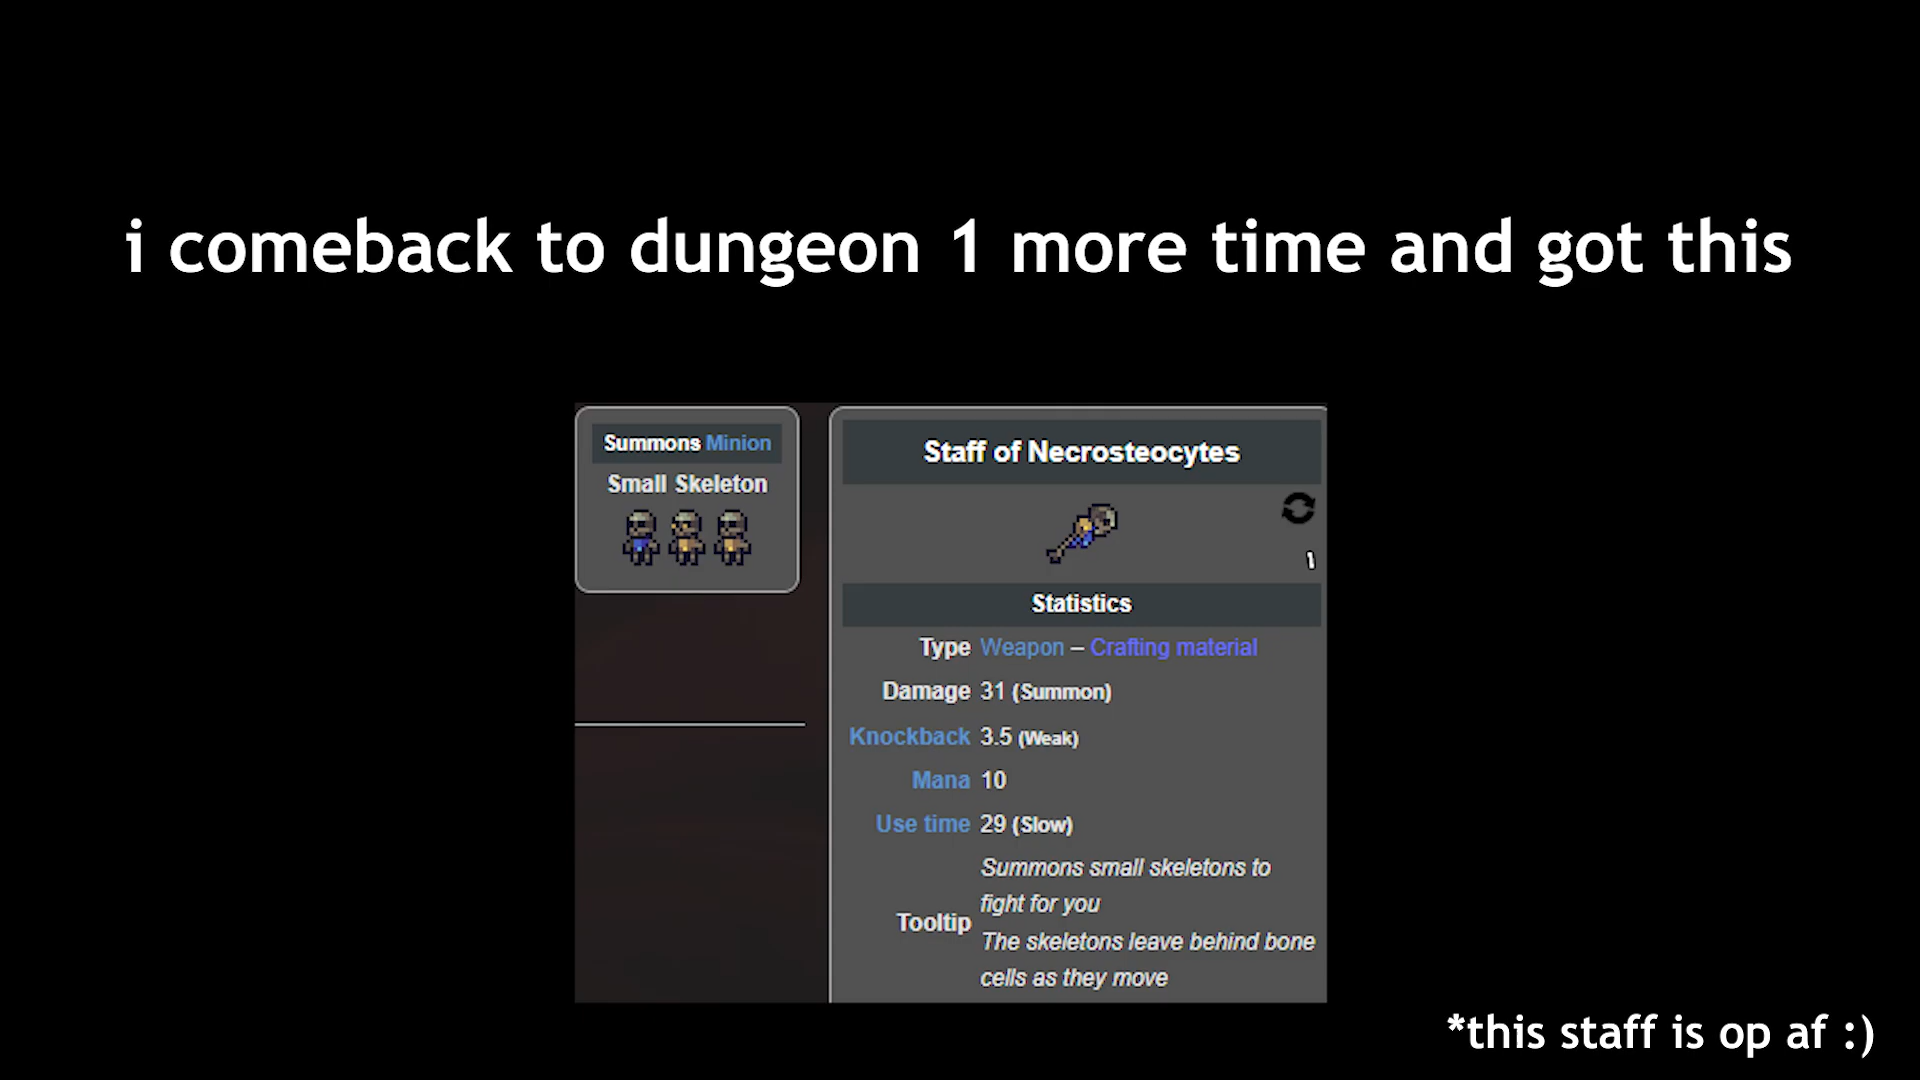 i comeback to dungeon 1 more time and got this
Summons Minion
Small Skeleton
Staff of Necrosteocytes
1
Statistics
Type Weapon – Crafting material
Damage 31 (Summon)
Knockback 3.5 (Weak)
Mana 10
Use time 29 (Slow)
Tooltip Summons small skeletons to
fight for you
The skeletons leave behind bone
cells as they move
*this staff is op af :)